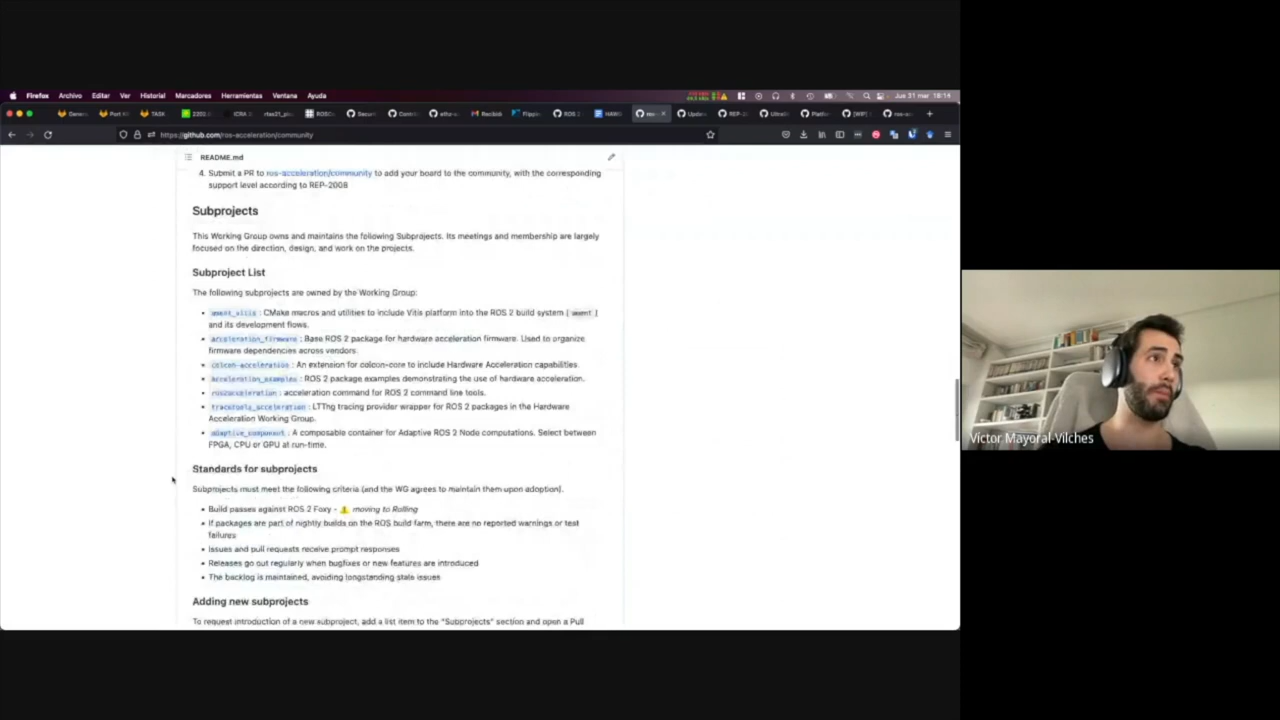 Firefox Archivo Editar Ver Historial Marcadores Herramientas Ventana Ayuda
Jue 31 mar 18:14
TASK
https://github.com/ros-acceleration/community
README.md
4. Submit a PR to ros-acceleration/community to add your board to the community, with the corresponding
support level according to REP-2008
Subprojects
This Working Group owns and maintains the following Subprojects. Its meetings and membership are largely
focused on the direction, design, and work on the projects.
Subproject List
The following subprojects are owned by the Working Group:
• ament_vitis : CMake macros and utilities to include Vitis platform into the ROS 2 build system ( ament )
and its development flows.
• acceleration_firmware : Base ROS 2 package for hardware acceleration firmware. Used to organize
firmware dependencies across vendors.
• colcon-acceleration : An extension for colcon-core to include Hardware Acceleration capabilities.
• acceleration_examples : ROS 2 package examples demonstrating the use of hardware acceleration.
• ros2acceleration : acceleration command for ROS 2 command line tools.
• tracetools_acceleration : LTTng tracing provider wrapper for ROS 2 packages in the Hardware
Acceleration Working Group.
• adaptive_component : A composable container for Adaptive ROS 2 Node computations. Select between
FPGA, CPU or GPU at run-time.
Standards for subprojects
Subprojects must meet the following criteria (and the WG agrees to maintain them upon adoption).
• Build passes against ROS 2 Foxy - ⚠ moving to Rolling
• If packages are part of nightly builds on the ROS build farm, there are no reported warnings or test
failures
• Issues and pull requests receive prompt responses
• Releases go out regularly when bugfixes or new features are introduced
• The backlog is maintained, avoiding longstanding stale issues
Adding new subprojects
To request introduction of a new subproject, add a list item to the "Subprojects" section and open a Pull
Víctor Mayoral-Vilches